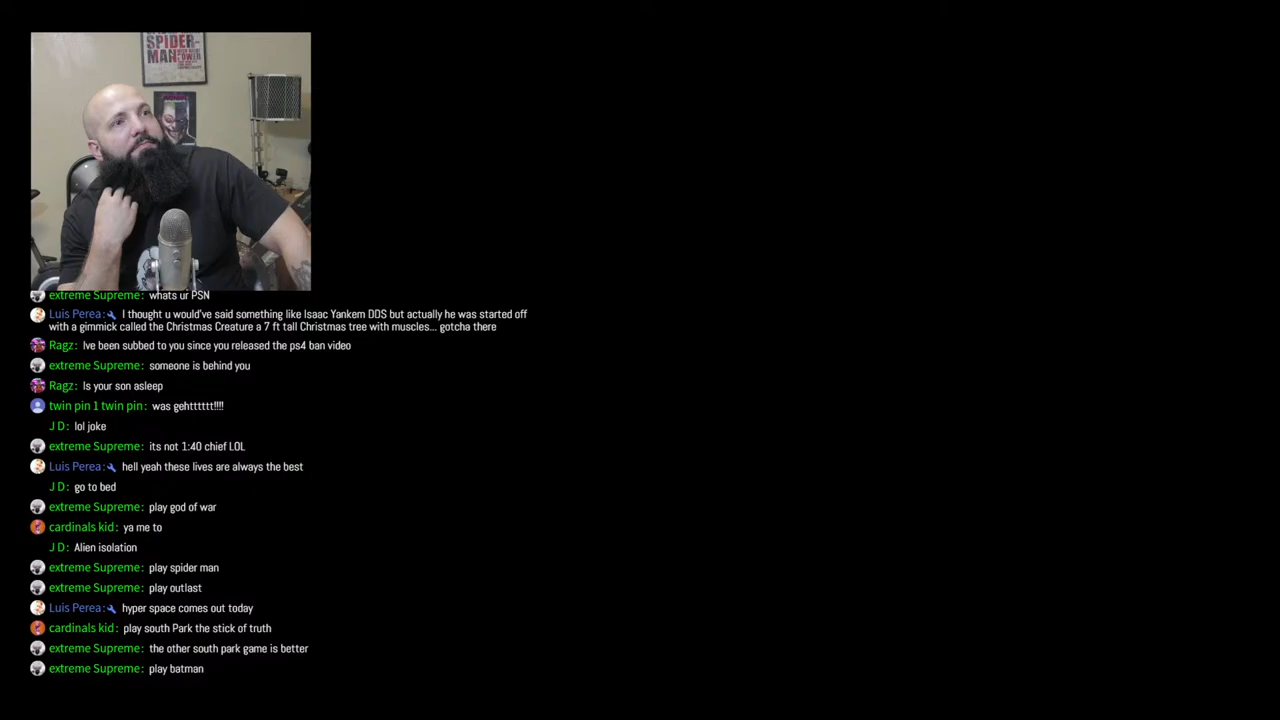 SPIDER-
MAN:
extreme Supreme: whats ur PSN
Luis Perea: I thought u would've said something like Isaac Yankem DDS but actually he was started off
with a gimmick called the Christmas Creature a 7 ft tall Christmas tree with muscles... gotcha there
Ragz: Ive been subbed to you since you released the ps4 ban video
extreme Supreme: someone is behind you
Ragz: Is your son asleep
twin pin 1 twin pin: was gehtttttt!!!!
J D: lol joke
extreme Supreme: its not 1:40 chief LOL
Luis Perea: hell yeah these lives are always the best
J D: go to bed
extreme Supreme: play god of war
cardinals kid: ya me to
J D: Alien isolation
extreme Supreme: play spider man
extreme Supreme: play outlast
Luis Perea: hyper space comes out today
cardinals kid: play south Park the stick of truth
extreme Supreme: the other south park game is better
extreme Supreme: play batman